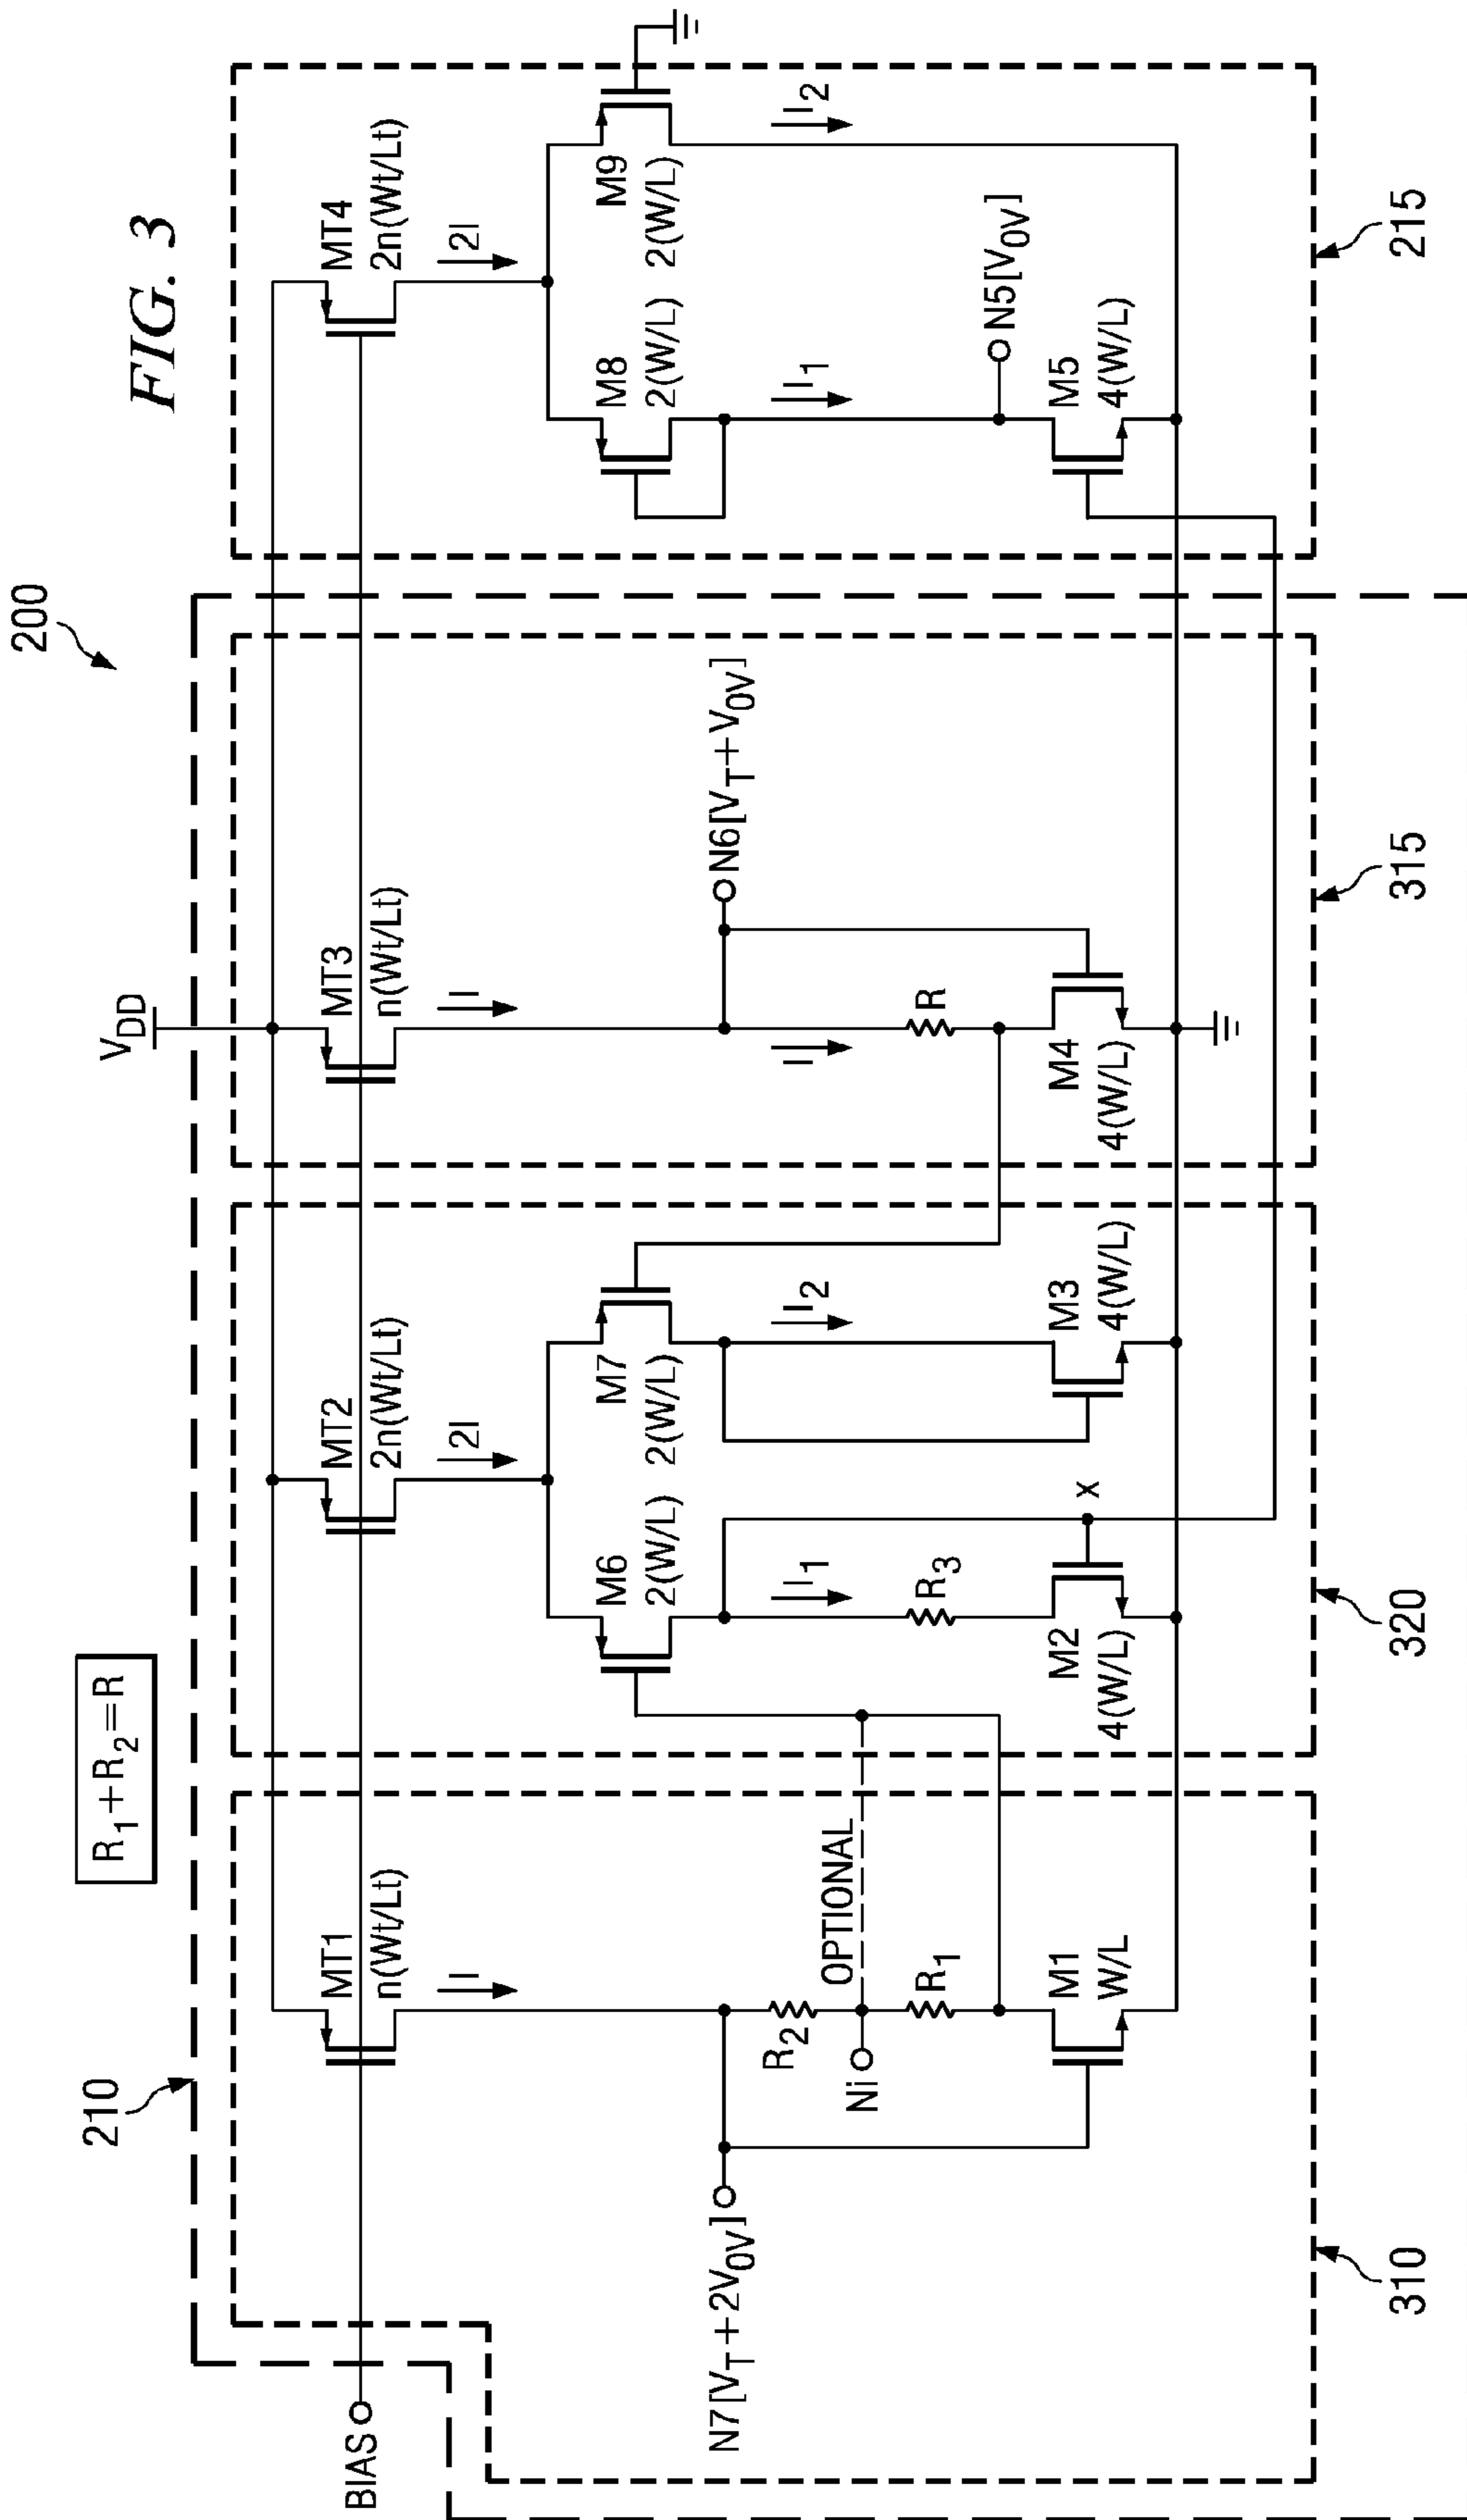 FIG. 3
200
210
R1+R2=R
VDD
BIAS
MT1
n(Wt/Lt)
I
MT2
2n(Wt/Lt)
2I
MT3
n(Wt/Lt)
I
MT4
2n(Wt/Lt)
2I
M6
2(W/L)
M7
2(W/L)
M8
2(W/L)
M9
2(W/L)
N7[VT+2V0V]
R2
OPTIONAL
Ni
R1
M1
W/L
I1
R3
x
M2
4(W/L)
I2
M3
4(W/L)
N6[VT+V0V]
I
R
M4
4(W/L)
I1
I2
N5[V0V]
M5
4(W/L)
310
320
315
215